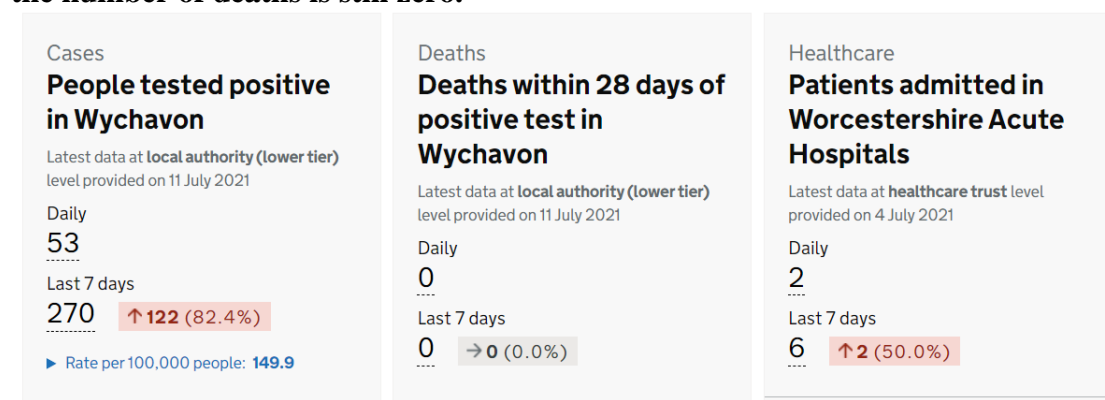 the number of deaths is still zero.
Cases
People tested positive
in Wychavon
Latest data at local authority (lower tier)
level provided on 11 July 2021
Daily
53
Last 7 days
270 ↑122 (82.4%)
▶ Rate per 100,000 people: 149.9
Deaths
Deaths within 28 days of
positive test in
Wychavon
Latest data at local authority (lower tier)
level provided on 11 July 2021
Daily
0
Last 7 days
0 →0 (0.0%)
Healthcare
Patients admitted in
Worcestershire Acute
Hospitals
Latest data at healthcare trust level
provided on 4 July 2021
Daily
2
Last 7 days
6 ↑2 (50.0%)